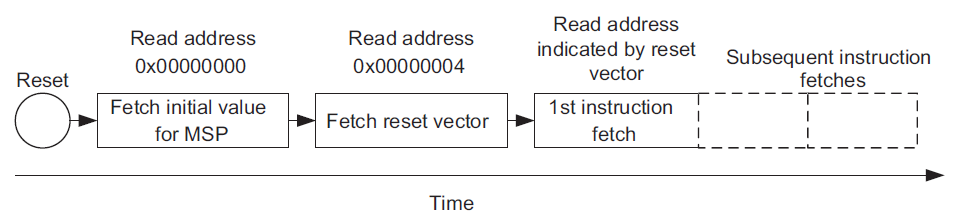 Reset
Read address
0x00000000
Fetch initial value
for MSP
Read address
0x00000004
Fetch reset vector
Read address
indicated by reset
vector
1st instruction
fetch
Subsequent instruction
fetches
Time